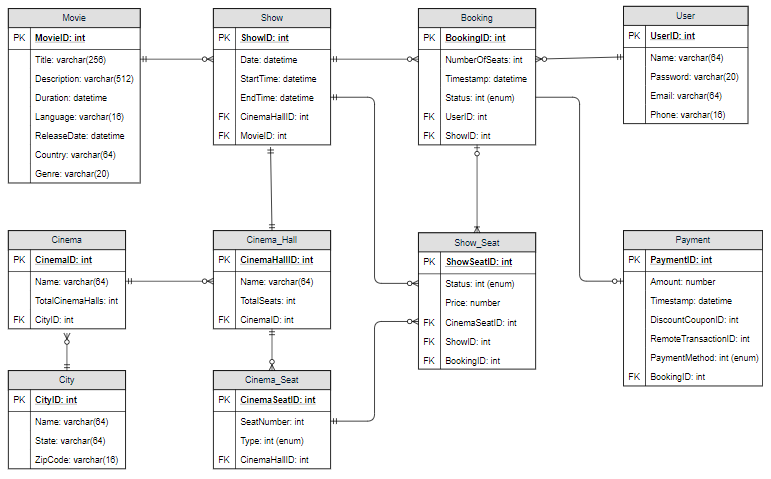 Movie
PK MovieID: int
Title: varchar(256)
Description: varchar(512)
Duration: datetime
Language: varchar(16)
ReleaseDate: datetime
Country: varchar(64)
Genre: varchar(20)
Show
PK ShowID: int
Date: datetime
StartTime: datetime
EndTime: datetime
FK CinemaHallID: int
FK MovieID: int
Booking
PK BookingID: int
NumberOfSeats: int
Timestamp: datetime
Status: int (enum)
FK UserID: int
FK ShowID: int
User
PK UserID: int
Name: varchar(64)
Password: varchar(20)
Email: varchar(64)
Phone: varchar(16)
Cinema
PK CinemaID: int
Name: varchar(64)
TotalCinemaHalls: int
FK CityID: int
Cinema_Hall
PK CinemaHallID: int
Name: varchar(64)
TotalSeats: int
FK CinemaID: int
Show_Seat
PK ShowSeatID: int
Status: int (enum)
Price: number
FK CinemaSeatID: int
FK ShowID: int
FK BookingID: int
Payment
PK PaymentID: int
Amount: number
Timestamp: datetime
DiscountCouponID: int
RemoteTransactionID: int
PaymentMethod: int (enum)
FK BookingID: int
City
PK CityID: int
Name: varchar(64)
State: varchar(64)
ZipCode: varchar(16)
Cinema_Seat
PK CinemaSeatID: int
SeatNumber: int
Type: int (enum)
FK CinemaHallID: int